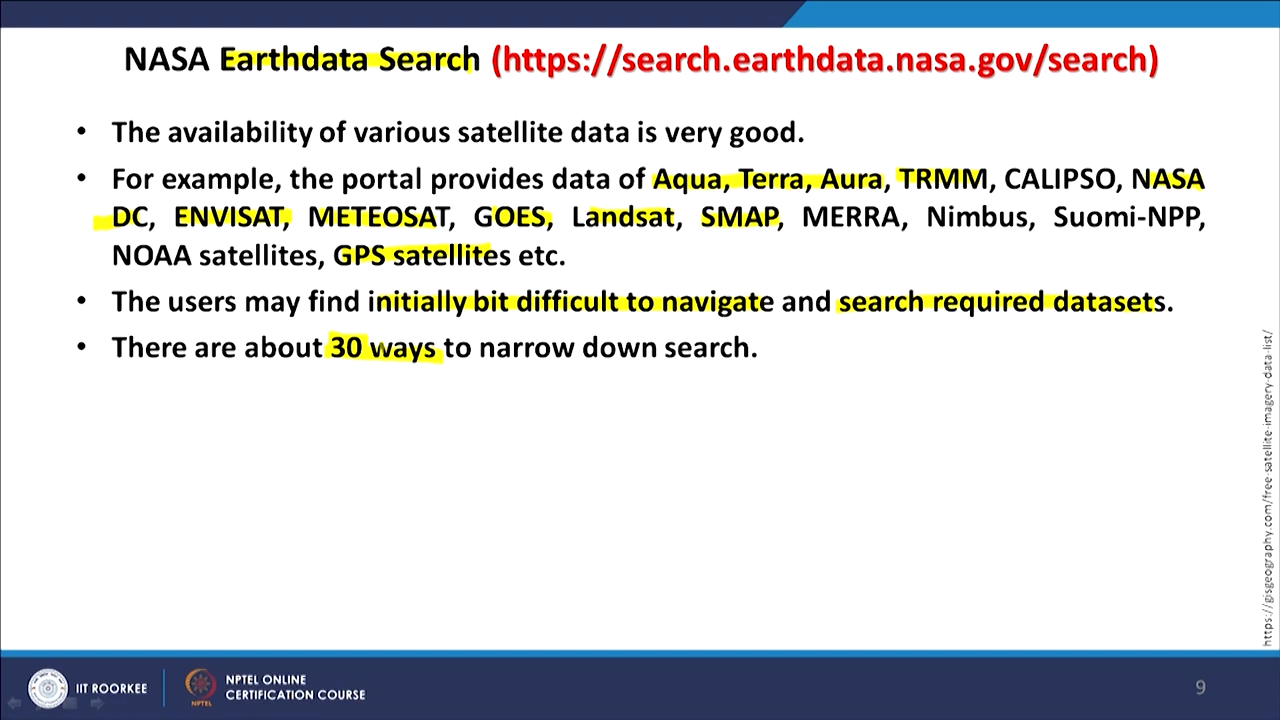 NASA Earthdata Search (https://search.earthdata.nasa.gov/search)
• The availability of various satellite data is very good.
• For example, the portal provides data of Aqua, Terra, Aura, TRMM, CALIPSO, NASA
DC, ENVISAT, METEOSAT, GOES, Landsat, SMAP, MERRA, Nimbus, Suomi-NPP,
NOAA satellites, GPS satellites etc.
• The users may find initially bit difficult to navigate and search required datasets.
• There are about 30 ways to narrow down search.
https://gisgeography.com/free-satellite-imagery-data-list/
IIT ROORKEE
NPTEL
NPTEL ONLINE
CERTIFICATION COURSE
9